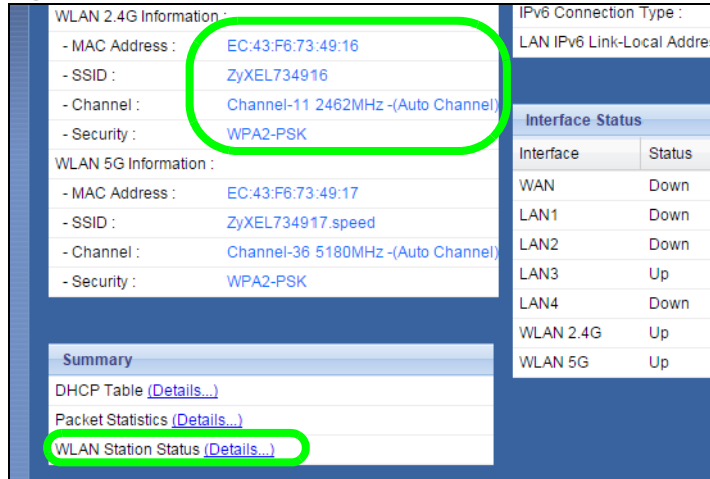 WLAN 2.4G Information :
- MAC Address : EC:43:F6:73:49:16
- SSID : ZyXEL734916
- Channel : Channel-11 2462MHz -(Auto Channel)
- Security : WPA2-PSK
WLAN 5G Information :
- MAC Address : EC:43:F6:73:49:17
- SSID : ZyXEL734917.speed
- Channel : Channel-36 5180MHz -(Auto Channel)
- Security : WPA2-PSK
Summary
DHCP Table (Details...)
Packet Statistics (Details...)
WLAN Station Status (Details...)
IPv6 Connection Type :
LAN IPv6 Link-Local Addre
Interface Status
Interface Status
WAN Down
LAN1 Down
LAN2 Down
LAN3 Up
LAN4 Down
WLAN 2.4G Up
WLAN 5G Up